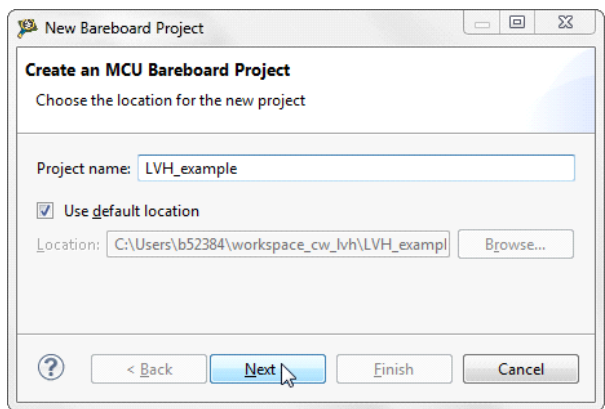 New Bareboard Project
Create an MCU Bareboard Project
Choose the location for the new project
Project name: LVH_example
Use default location
Location: C:\Users\b52384\workspace_cw_lvh\LVH_exampl Browse...
? < Back Next Finish Cancel